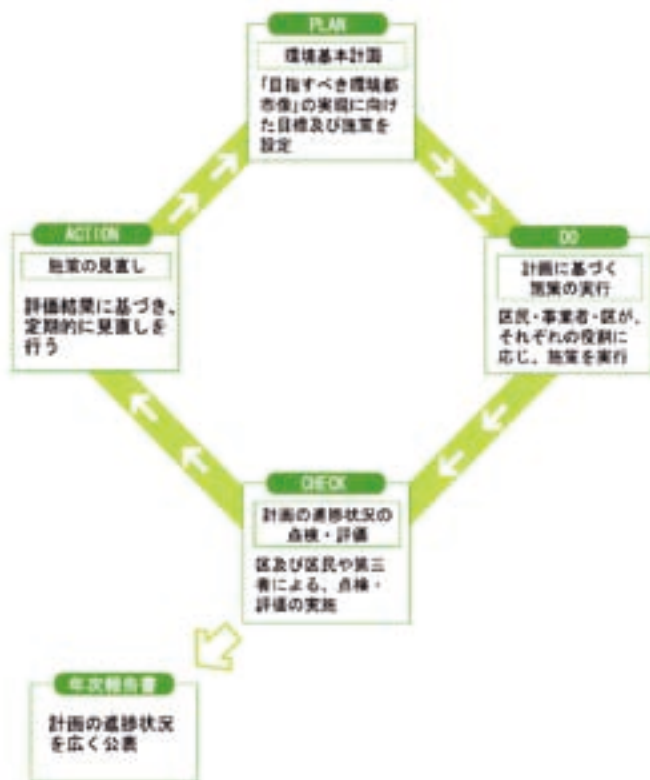 PLAN
環境基本計画
「目指すべき環境都
市像」の実現に向け
た目標及び施策を
設定
ACTION
施策の見直し
評価結果に基づき、
定期的に見直しを
行う
DO
計画に基づく
施策の実行
区民・事業者・区が、
それぞれの役割に
応じ、施策を実行
CHECK
計画の進捗状況の
点検・評価
区及び区民や第三
者による、点検・
評価の実施
年次報告書
計画の進捗状況
を広く公表